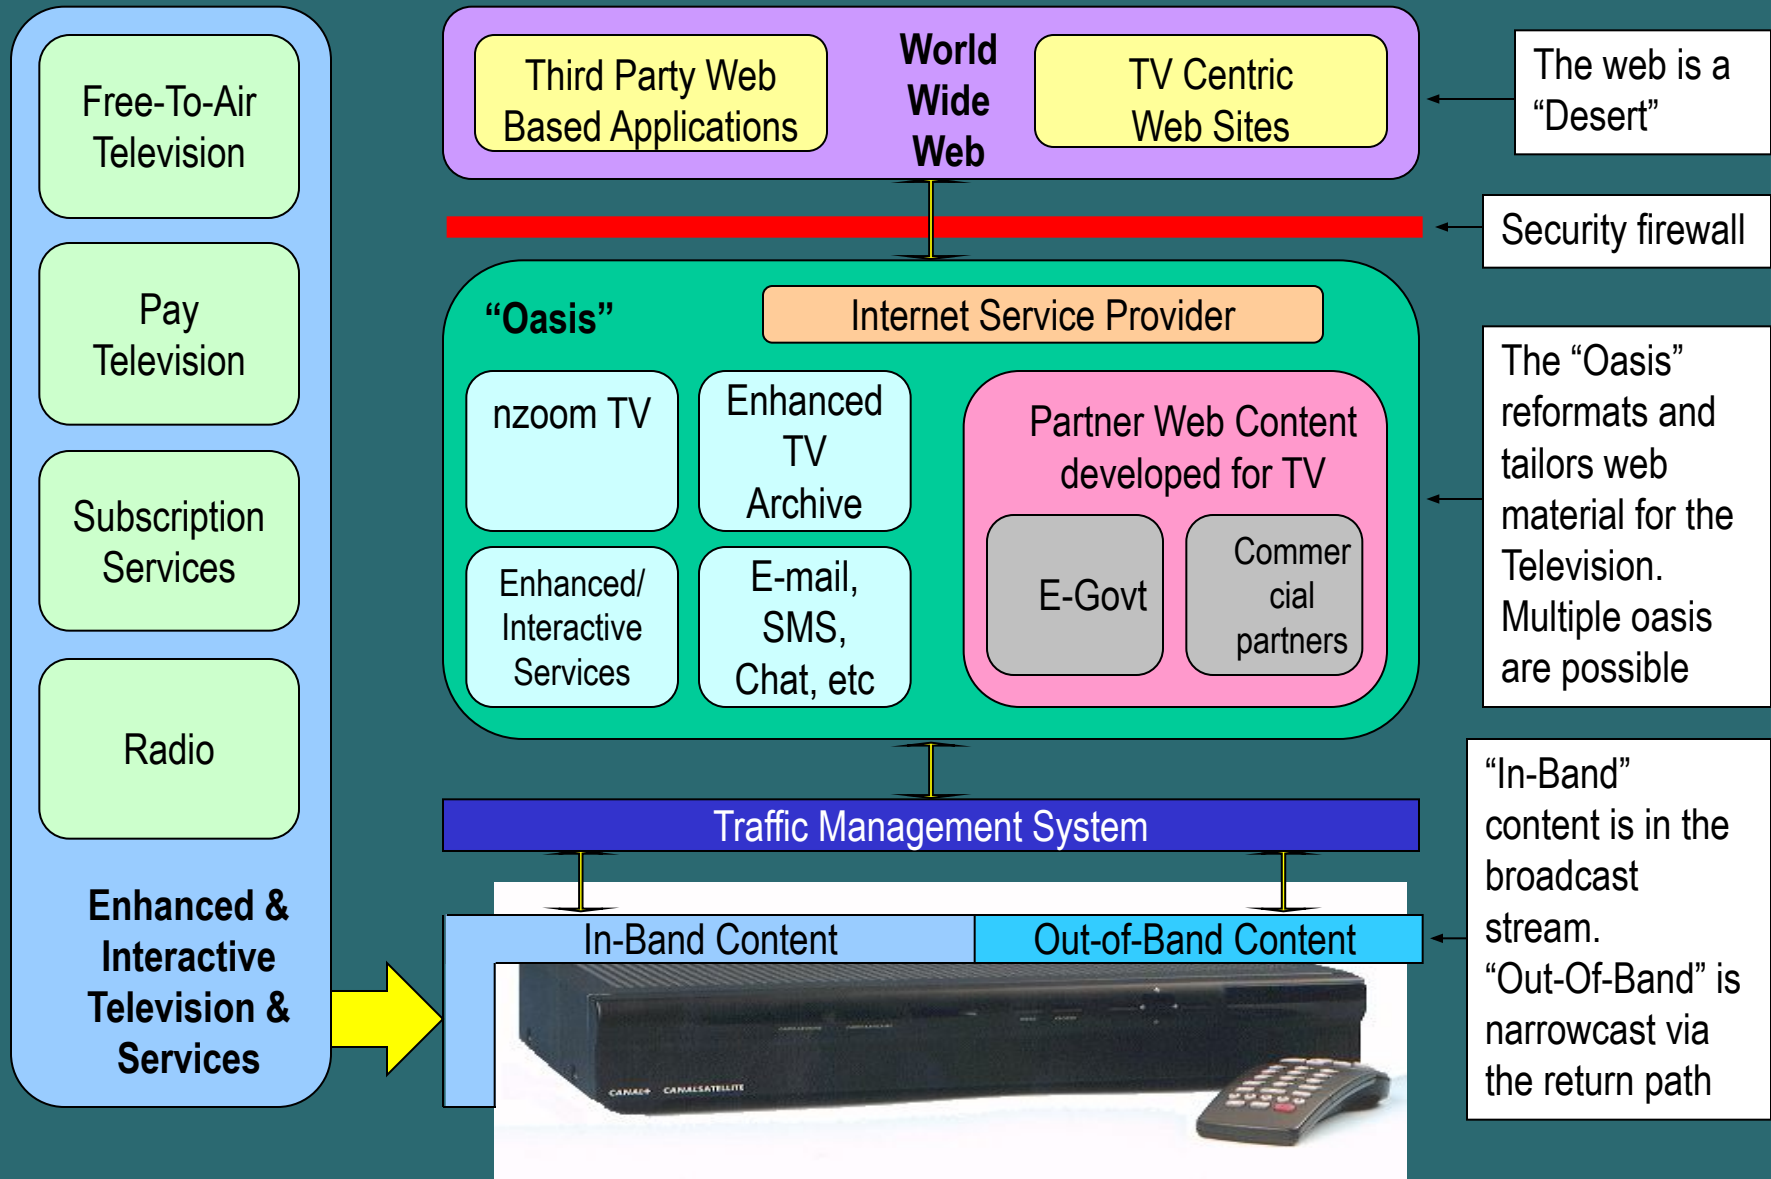 Free-To-Air
Television
Pay
Television
Subscription
Services
Radio
Enhanced &
Interactive
Television &
Services
Third Party Web
Based Applications
World
Wide
Web
TV Centric
Web Sites
“Oasis”
Internet Service Provider
nzoom TV
Enhanced
TV
Archive
Enhanced/
Interactive
Services
E-mail,
SMS,
Chat, etc
Partner Web Content
developed for TV
E-Govt
Commer
cial
partners
Traffic Management System
In-Band Content
Out-of-Band Content
CANAL+ CANALSATELLITE
The web is a
“Desert”
Security firewall
The “Oasis”
reformats and
tailors web
material for the
Television.
Multiple oasis
are possible
“In-Band”
content is in the
broadcast
stream.
“Out-Of-Band” is
narrowcast via
the return path